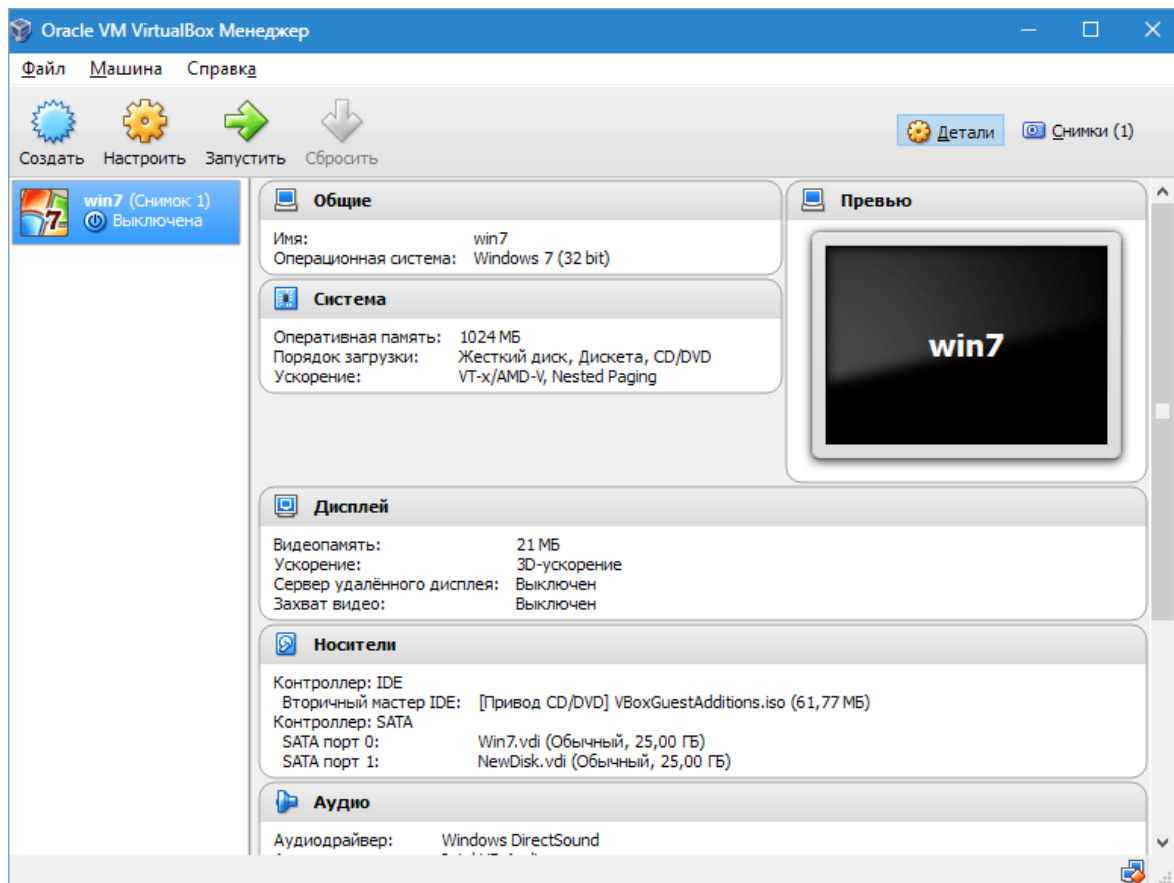 Oracle VM VirtualBox Менеджер
Файл Машина Справка
Создать Настроить Запустить Сбросить
Детали Снимки (1)
win7 (Снимок 1)
Выключена
Общие
Имя: win7
Операционная система: Windows 7 (32 bit)
Система
Оперативная память: 1024 МБ
Порядок загрузки: Жесткий диск, Дискета, CD/DVD
Ускорение: VT-x/AMD-V, Nested Paging
Превью
win7
Дисплей
Видеопамять: 21 МБ
Ускорение: 3D-ускорение
Сервер удалённого дисплея: Выключен
Захват видео: Выключен
Носители
Контроллер: IDE
Вторичный мастер IDE: [Привод CD/DVD] VBoxGuestAdditions.iso (61,77 МБ)
Контроллер: SATA
SATA порт 0: Win7.vdi (Обычный, 25,00 ГБ)
SATA порт 1: NewDisk.vdi (Обычный, 25,00 ГБ)
Аудио
Аудиодрайвер: Windows DirectSound